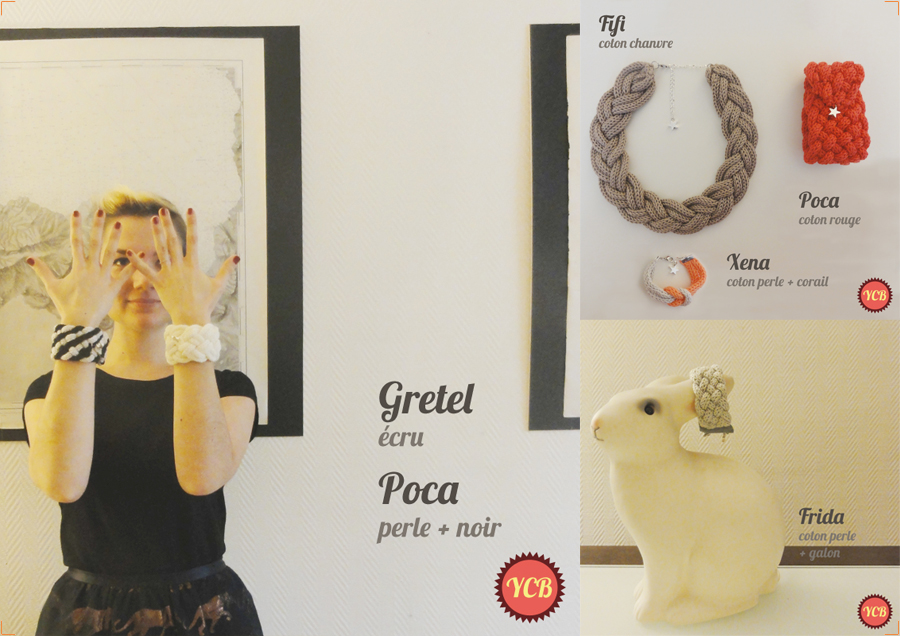 Gretel
écru
Poca
perle + noir
YCB
Fifi
coton chanvre
Poca
coton rouge
Xena
coton perle + corail
YCB
Frida
coton perle
+ galon
YCB